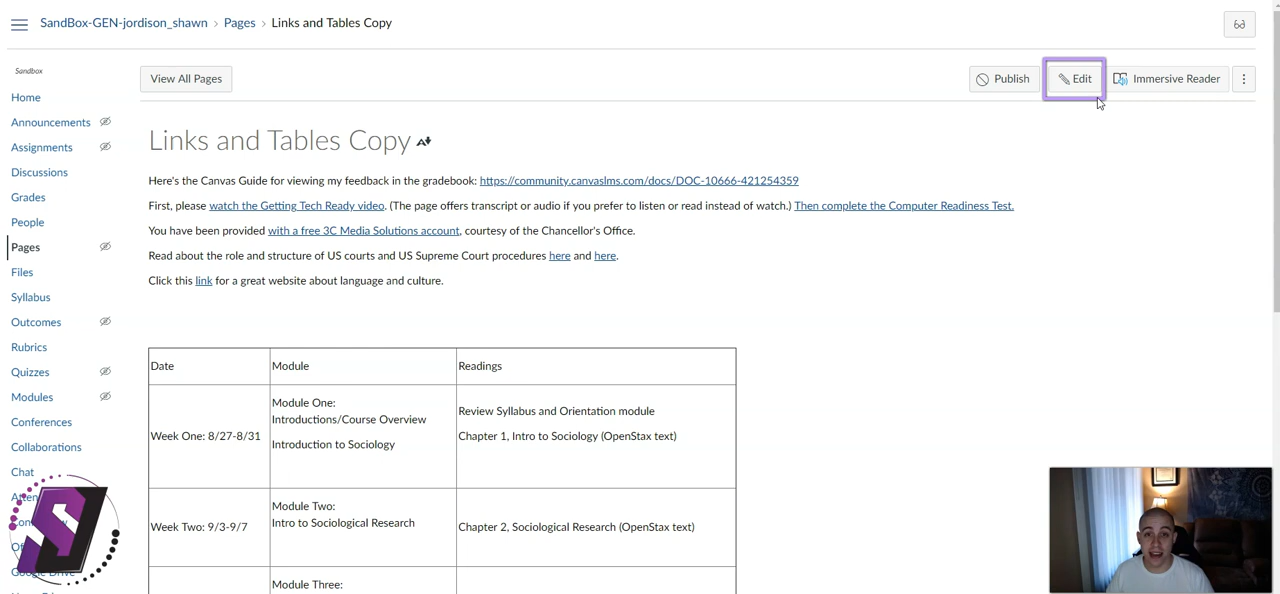 SandBox-GEN-jordison_shawn › Pages › Links and Tables Copy
Sandbox
Home
Announcements
Assignments
Discussions
Grades
People
Pages
Files
Syllabus
Outcomes
Rubrics
Quizzes
Modules
Conferences
Collaborations
Chat
View All Pages
Publish
Edit
Immersive Reader
Links and Tables Copy
Here's the Canvas Guide for viewing my feedback in the gradebook: https://community.canvaslms.com/docs/DOC-10666-421254359
First, please watch the Getting Tech Ready video. (The page offers transcript or audio if you prefer to listen or read instead of watch.) Then complete the Computer Readiness Test.
You have been provided with a free 3C Media Solutions account, courtesy of the Chancellor's Office.
Read about the role and structure of US courts and US Supreme Court procedures here and here.
Click this link for a great website about language and culture.
Date Module Readings
Week One: 8/27-8/31
Module One:
Introductions/Course Overview
Introduction to Sociology
Review Syllabus and Orientation module
Chapter 1, Intro to Sociology (OpenStax text)
Week Two: 9/3-9/7
Module Two:
Intro to Sociological Research
Chapter 2, Sociological Research (OpenStax text)
Module Three: